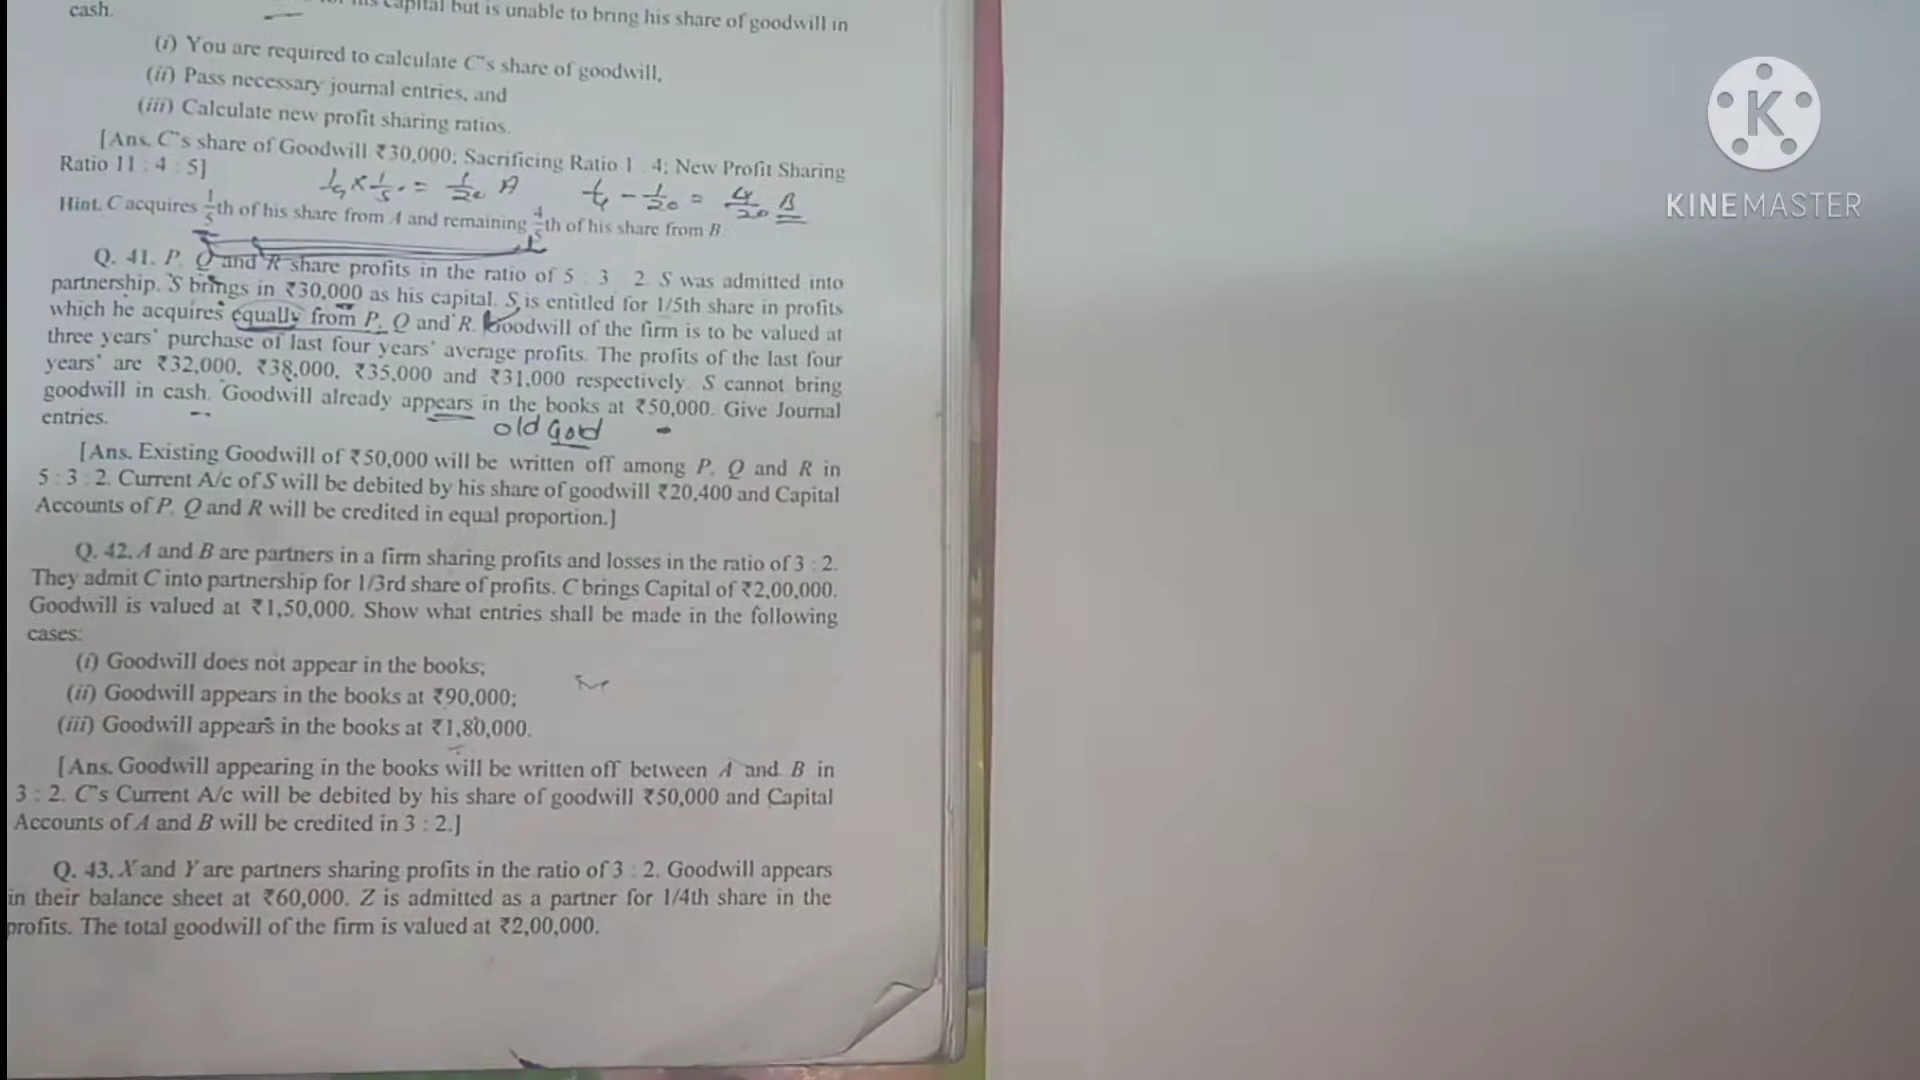 capital but is unable to bring his share of goodwill in
cash.
(i) You are required to calculate C's share of goodwill,
(ii) Pass necessary journal entries, and
(iii) Calculate new profit sharing ratios.
[Ans. C's share of Goodwill ₹30,000; Sacrificing Ratio 1 : 4; New Profit Sharing
Ratio 11 : 4 : 5]
1/4 × 1/5 = 1/20 A 1/4 - 1/20 = 4/20 B
Hint. C acquires 1/5 th of his share from A and remaining 4/5 th of his share from B.
Q. 41. P, Q and R share profits in the ratio of 5 : 3 : 2. S was admitted into
partnership. S brings in ₹30,000 as his capital. S is entitled for 1/5th share in profits
which he acquires equally from P, Q and R. Goodwill of the firm is to be valued at
three years' purchase of last four years' average profits. The profits of the last four
years' are ₹32,000, ₹38,000, ₹35,000 and ₹31,000 respectively. S cannot bring
goodwill in cash. Goodwill already appears in the books at ₹50,000. Give Journal
entries.
old Good
[Ans. Existing Goodwill of ₹50,000 will be written off among P, Q and R in
5 : 3 : 2. Current A/c of S will be debited by his share of goodwill ₹20,400 and Capital
Accounts of P, Q and R will be credited in equal proportion.]
Q. 42. A and B are partners in a firm sharing profits and losses in the ratio of 3 : 2.
They admit C into partnership for 1/3rd share of profits. C brings Capital of ₹2,00,000.
Goodwill is valued at ₹1,50,000. Show what entries shall be made in the following
cases:
(i) Goodwill does not appear in the books;
(ii) Goodwill appears in the books at ₹90,000;
(iii) Goodwill appears in the books at ₹1,80,000.
[Ans. Goodwill appearing in the books will be written off between A and B in
3 : 2. C's Current A/c will be debited by his share of goodwill ₹50,000 and Capital
Accounts of A and B will be credited in 3 : 2.]
Q. 43. X and Y are partners sharing profits in the ratio of 3 : 2. Goodwill appears
in their balance sheet at ₹60,000. Z is admitted as a partner for 1/4th share in the
profits. The total goodwill of the firm is valued at ₹2,00,000.
K
KINEMASTER